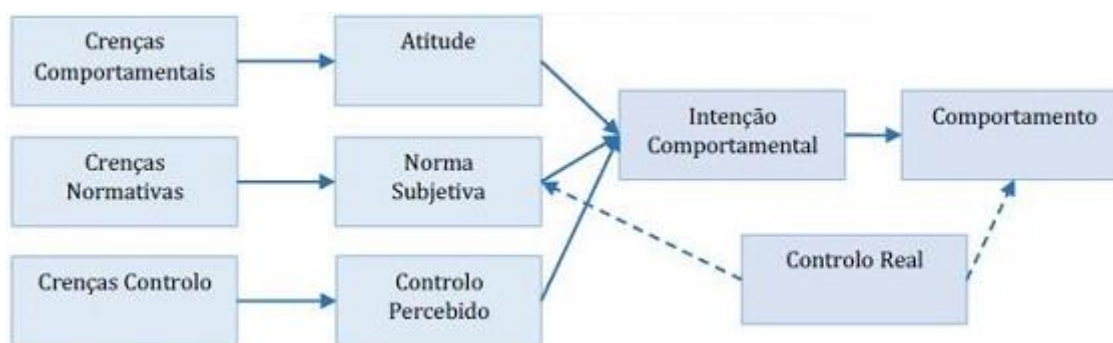 Crenças
Comportamentais
Atitude
Intenção
Comportamental
Comportamento
Crenças
Normativas
Norma
Subjetiva
Controlo Real
Crenças Controlo
Controlo
Percebido